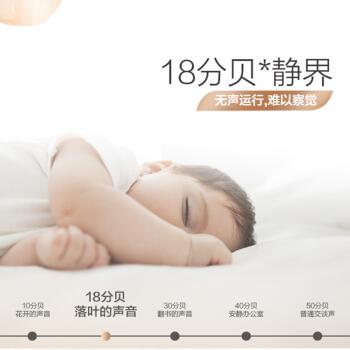 18分贝*静界
无声运行,难以察觉
10分贝
花开的声音
18分贝
落叶的声音
30分贝
翻书的声音
40分贝
安静办公室
50分贝
普通交谈声